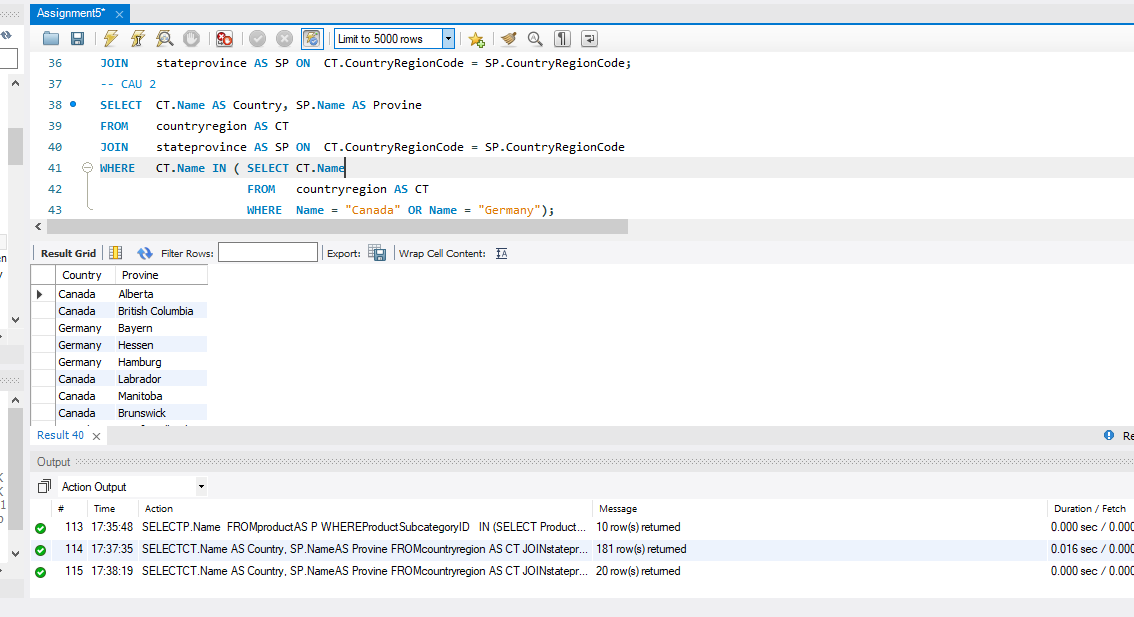 Assignment5* ×
Limit to 5000 rows
36 JOIN stateprovince AS SP ON CT.CountryRegionCode = SP.CountryRegionCode;
37 -- CAU 2
38 SELECT CT.Name AS Country, SP.Name AS Provine
39 FROM countryregion AS CT
40 JOIN stateprovince AS SP ON CT.CountryRegionCode = SP.CountryRegionCode
41 WHERE CT.Name IN ( SELECT CT.Name
42 FROM countryregion AS CT
43 WHERE Name = "Canada" OR Name = "Germany");
Result Grid Filter Rows: Export: Wrap Cell Content: IA
Country Provine
Canada Alberta
Canada British Columbia
Germany Bayern
Germany Hessen
Germany Hamburg
Canada Labrador
Canada Manitoba
Canada Brunswick
Result 40 × Re
Output
Action Output
# Time Action Message Duration / Fetch
113 17:35:48 SELECTP.Name FROMproductAS P WHEREProductSubcategoryID IN (SELECT Product... 10 row(s) returned 0.000 sec / 0.000
114 17:37:35 SELECTCT.Name AS Country, SP.NameAS Provine FROMcountryregion AS CT JOINstatepr... 181 row(s) returned 0.016 sec / 0.000
115 17:38:19 SELECTCT.Name AS Country, SP.NameAS Provine FROMcountryregion AS CT JOINstatepr... 20 row(s) returned 0.000 sec / 0.000